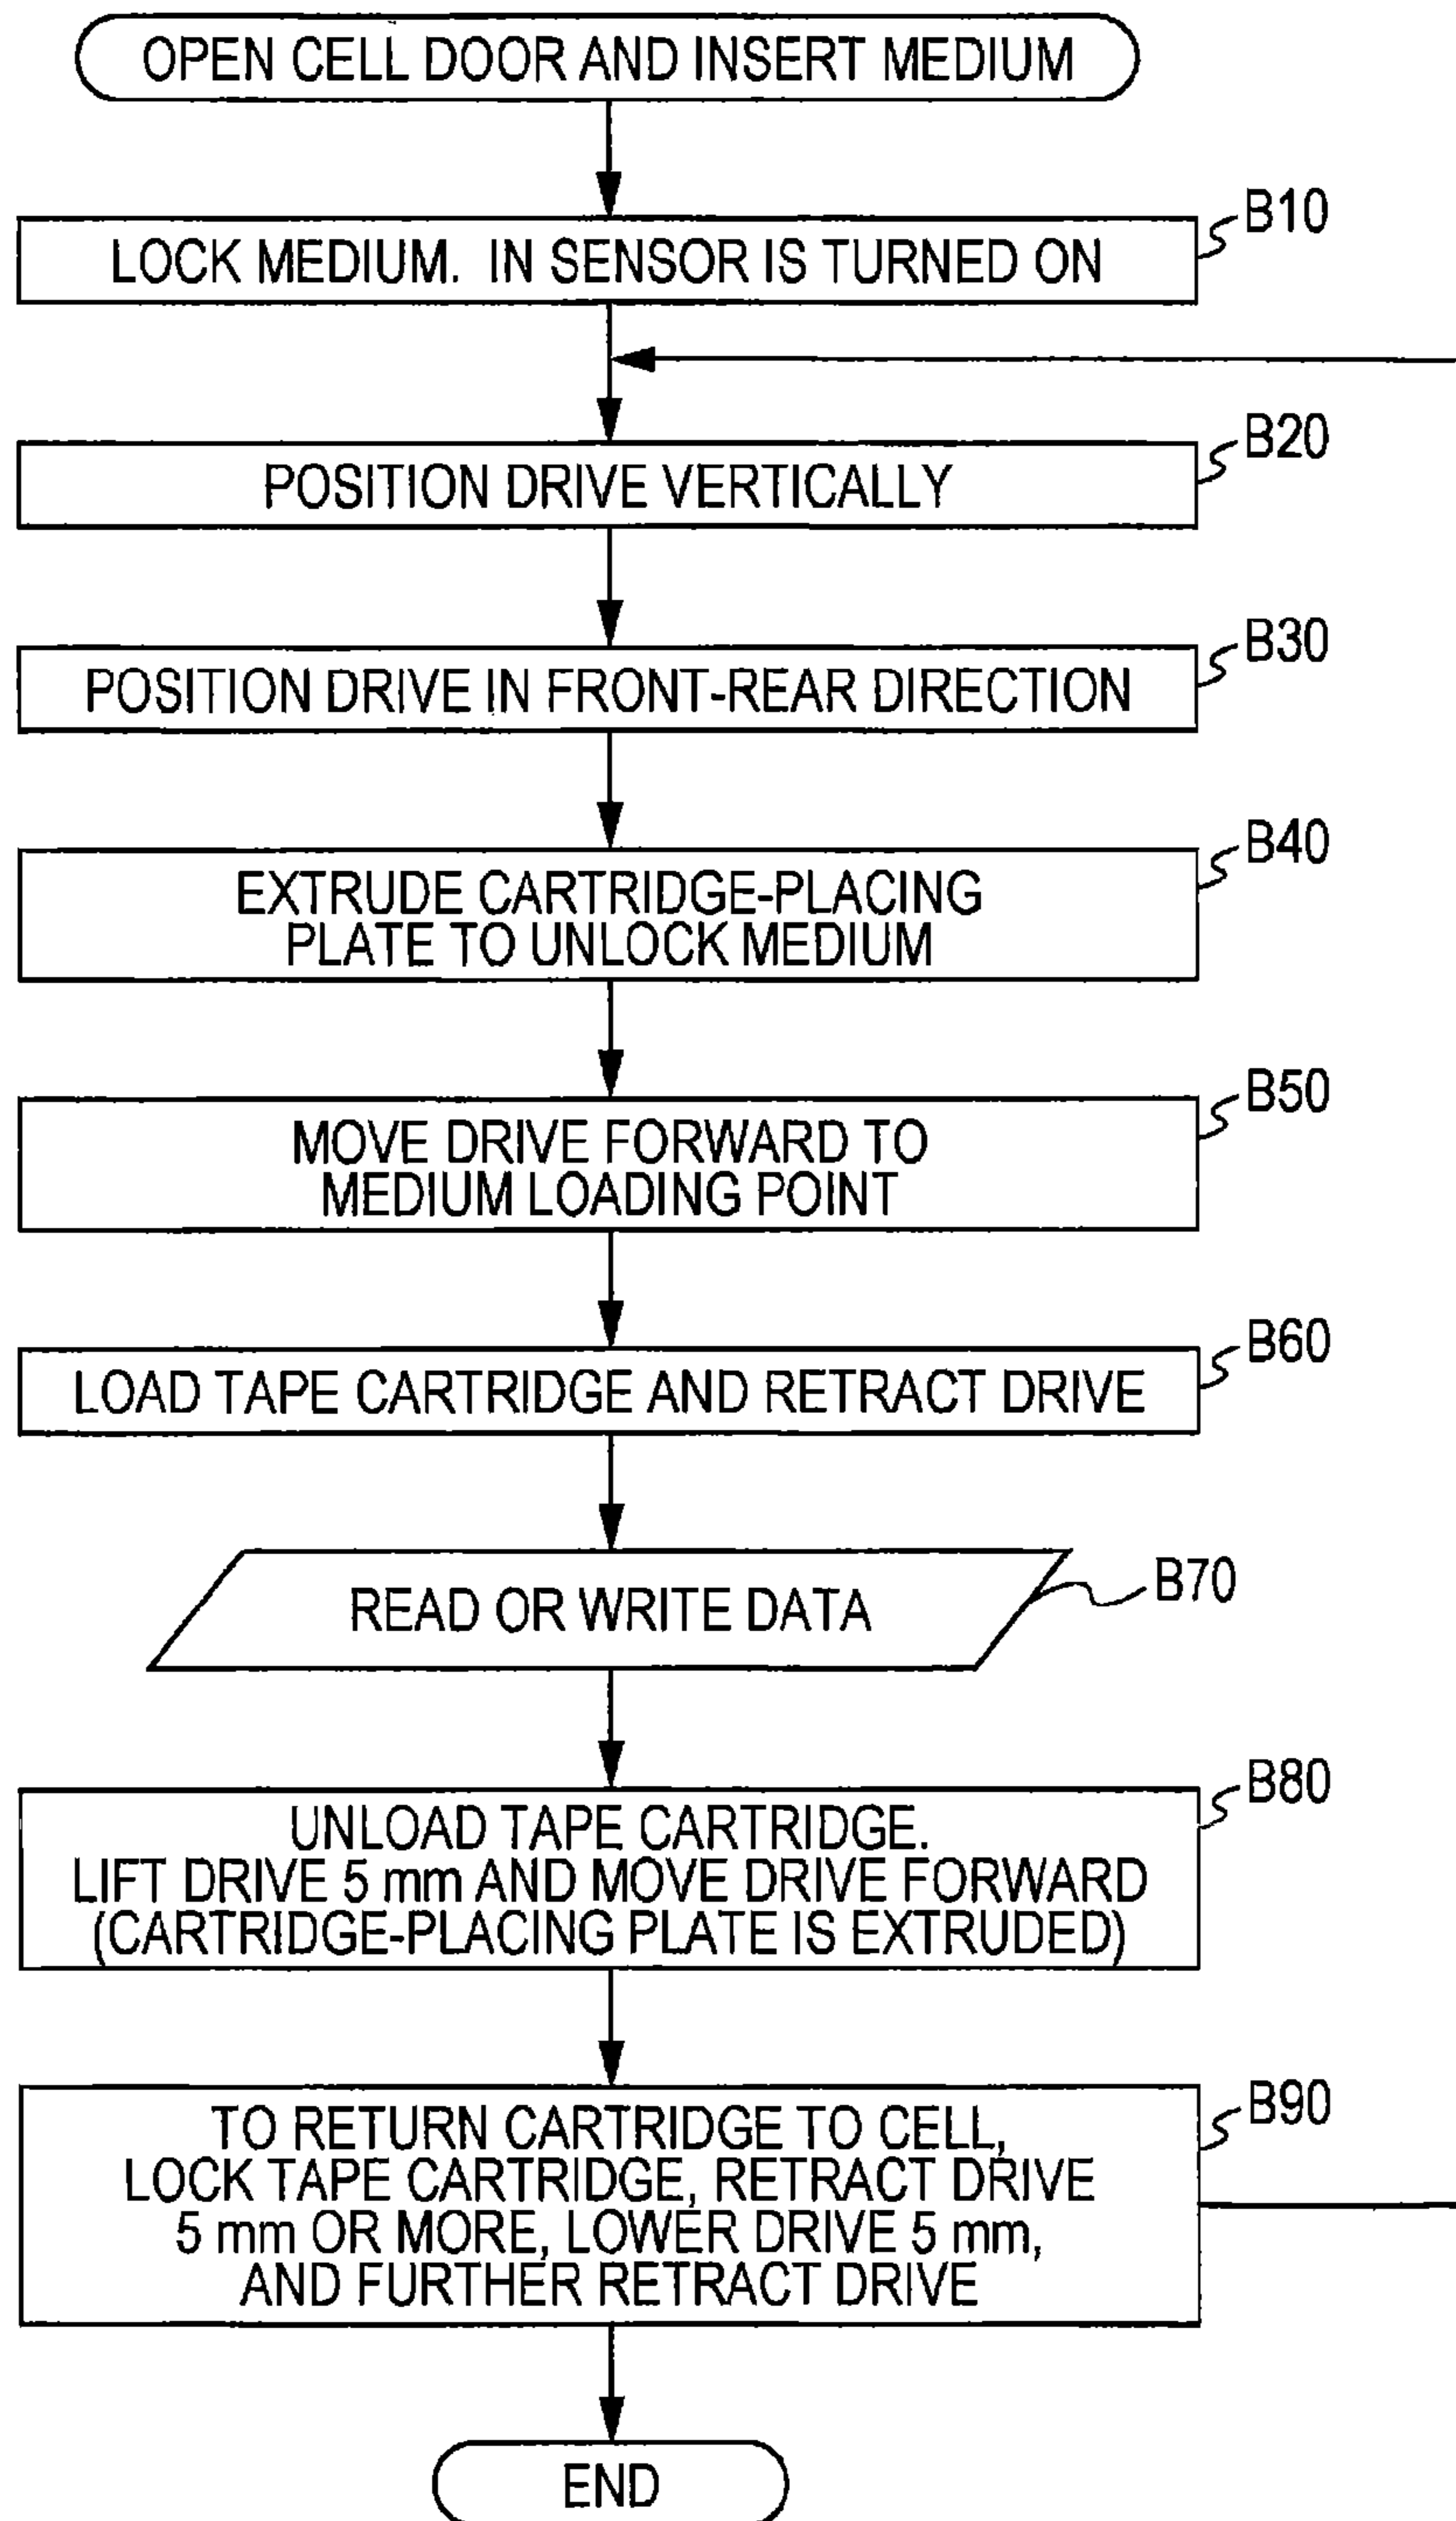 OPEN CELL DOOR AND INSERT MEDIUM
B10
LOCK MEDIUM. IN SENSOR IS TURNED ON
B20
POSITION DRIVE VERTICALLY
B30
POSITION DRIVE IN FRONT-REAR DIRECTION
B40
EXTRUDE CARTRIDGE-PLACING
PLATE TO UNLOCK MEDIUM
B50
MOVE DRIVE FORWARD TO
MEDIUM LOADING POINT
B60
LOAD TAPE CARTRIDGE AND RETRACT DRIVE
B70
READ OR WRITE DATA
B80
UNLOAD TAPE CARTRIDGE.
LIFT DRIVE 5 mm AND MOVE DRIVE FORWARD
(CARTRIDGE-PLACING PLATE IS EXTRUDED)
B90
TO RETURN CARTRIDGE TO CELL,
LOCK TAPE CARTRIDGE, RETRACT DRIVE
5 mm OR MORE, LOWER DRIVE 5 mm,
AND FURTHER RETRACT DRIVE
END